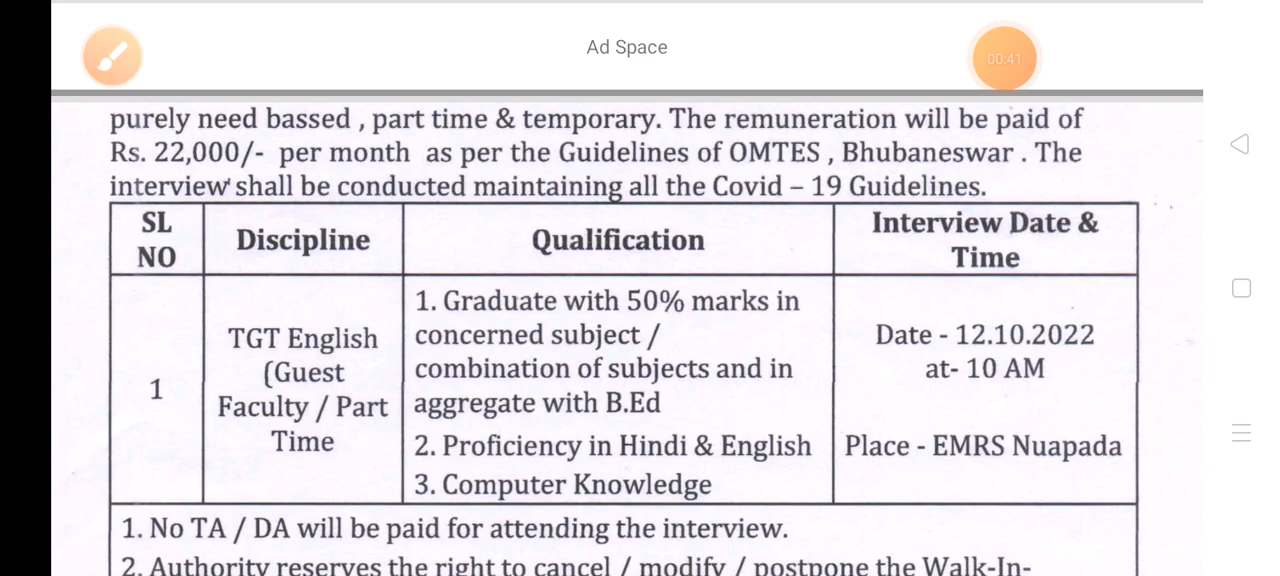 Ad Space
00:41
purely need bassed , part time & temporary. The remuneration will be paid of
Rs. 22,000/- per month as per the Guidelines of OMTES , Bhubaneswar . The
interview shall be conducted maintaining all the Covid – 19 Guidelines.
SL NO
Discipline
Qualification
Interview Date &
Time
1
TGT English
(Guest
Faculty / Part
Time
1. Graduate with 50% marks in
concerned subject /
combination of subjects and in
aggregate with B.Ed
2. Proficiency in Hindi & English
3. Computer Knowledge
Date - 12.10.2022
at- 10 AM
Place - EMRS Nuapada
1. No TA / DA will be paid for attending the interview.
2. Authority reserves the right to cancel / modify / postpone the Walk-In-